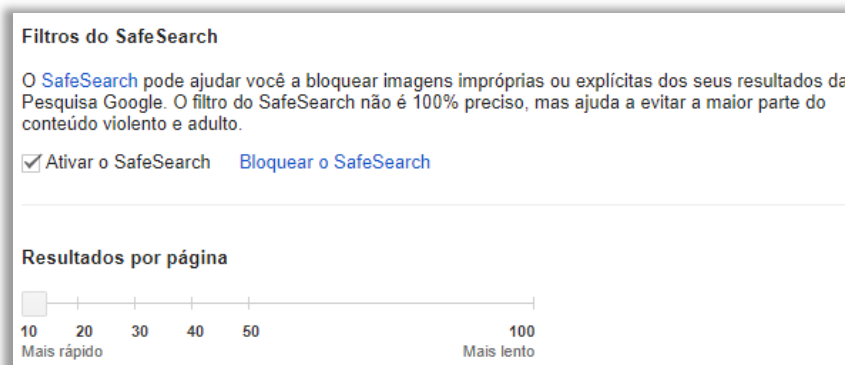 Filtros do SafeSearch
O SafeSearch pode ajudar você a bloquear imagens impróprias ou explícitas dos seus resultados da
Pesquisa Google. O filtro do SafeSearch não é 100% preciso, mas ajuda a evitar a maior parte do
conteúdo violento e adulto.
Ativar o SafeSearch Bloquear o SafeSearch
Resultados por página
10 20 30 40 50 100
Mais rápido Mais lento